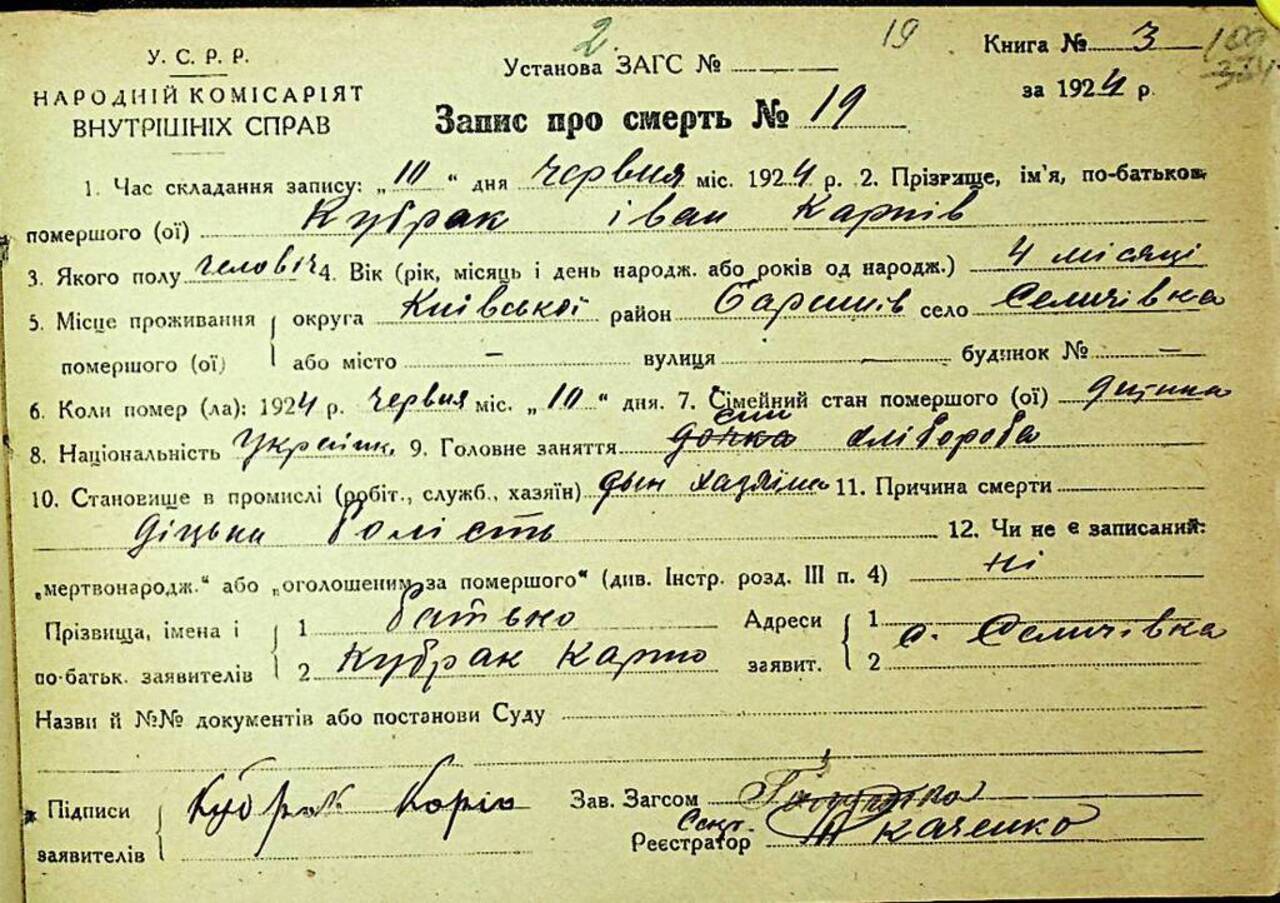 У. С. Р. Р.
НАРОДНІЙ КОМІСАРІЯТ
ВНУТРІШНІХ СПРАВ
2
19
Установа ЗАГС №
Книга № 3
за 1924 р.
Запис про смерть № 19
1. Час складання запису: „10“ дня червня міс. 1924 р. 2. Прізвище, ім'я, по-батькові
помершого (ої) Кубрак Іван Карпів
3. Якого полу чоловіч 4. Вік (рік, місяць і день народж. або років од народж.) 4 місяці
5. Місце проживання помершого (ої) округа Київської район Баришів село Селичівка
або місто — вулиця — будинок № —
6. Коли помер (ла): 1924 р. червня міс. „10“ дня. 7. Сімейний стан помершого (ої) дитина
8. Національність Українк. 9. Головне заняття дочка син хлібороба
10. Становище в промислі (робіт., служб., хазяїн) сын хазяїна 11. Причина смерти
діцька болість 12. Чи не є записаний:
„мертвонародж.“ або „оголошеним за помершого“ (див. Інстр. розд. III п. 4) ні
Прізвища, імена і по-батьк. заявителів 1 батько Адреси заявит. 1 с. Селичівка
2 Кубрак Карпо 2
Назви й №№ документів або постанови Суду
Підписи заявителів Кубрак Карпо Зав. Загсом
Секр.
Реєстратор Ткаченко